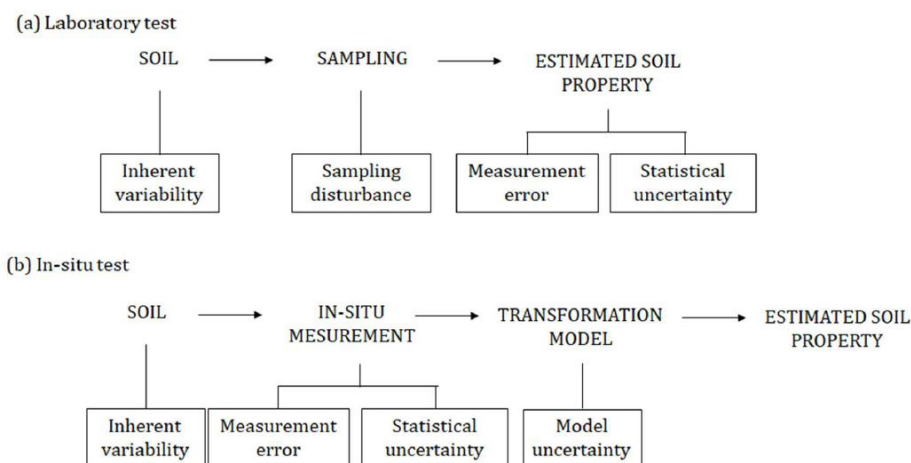 (a) Laboratory test
SOIL
SAMPLING
ESTIMATED SOIL
PROPERTY
Inherent
variability
Sampling
disturbance
Measurement
error
Statistical
uncertainty
(b) In-situ test
SOIL
IN-SITU
MESUREMENT
TRANSFORMATION
MODEL
ESTIMATED SOIL
PROPERTY
Inherent
variability
Measurement
error
Statistical
uncertainty
Model
uncertainty